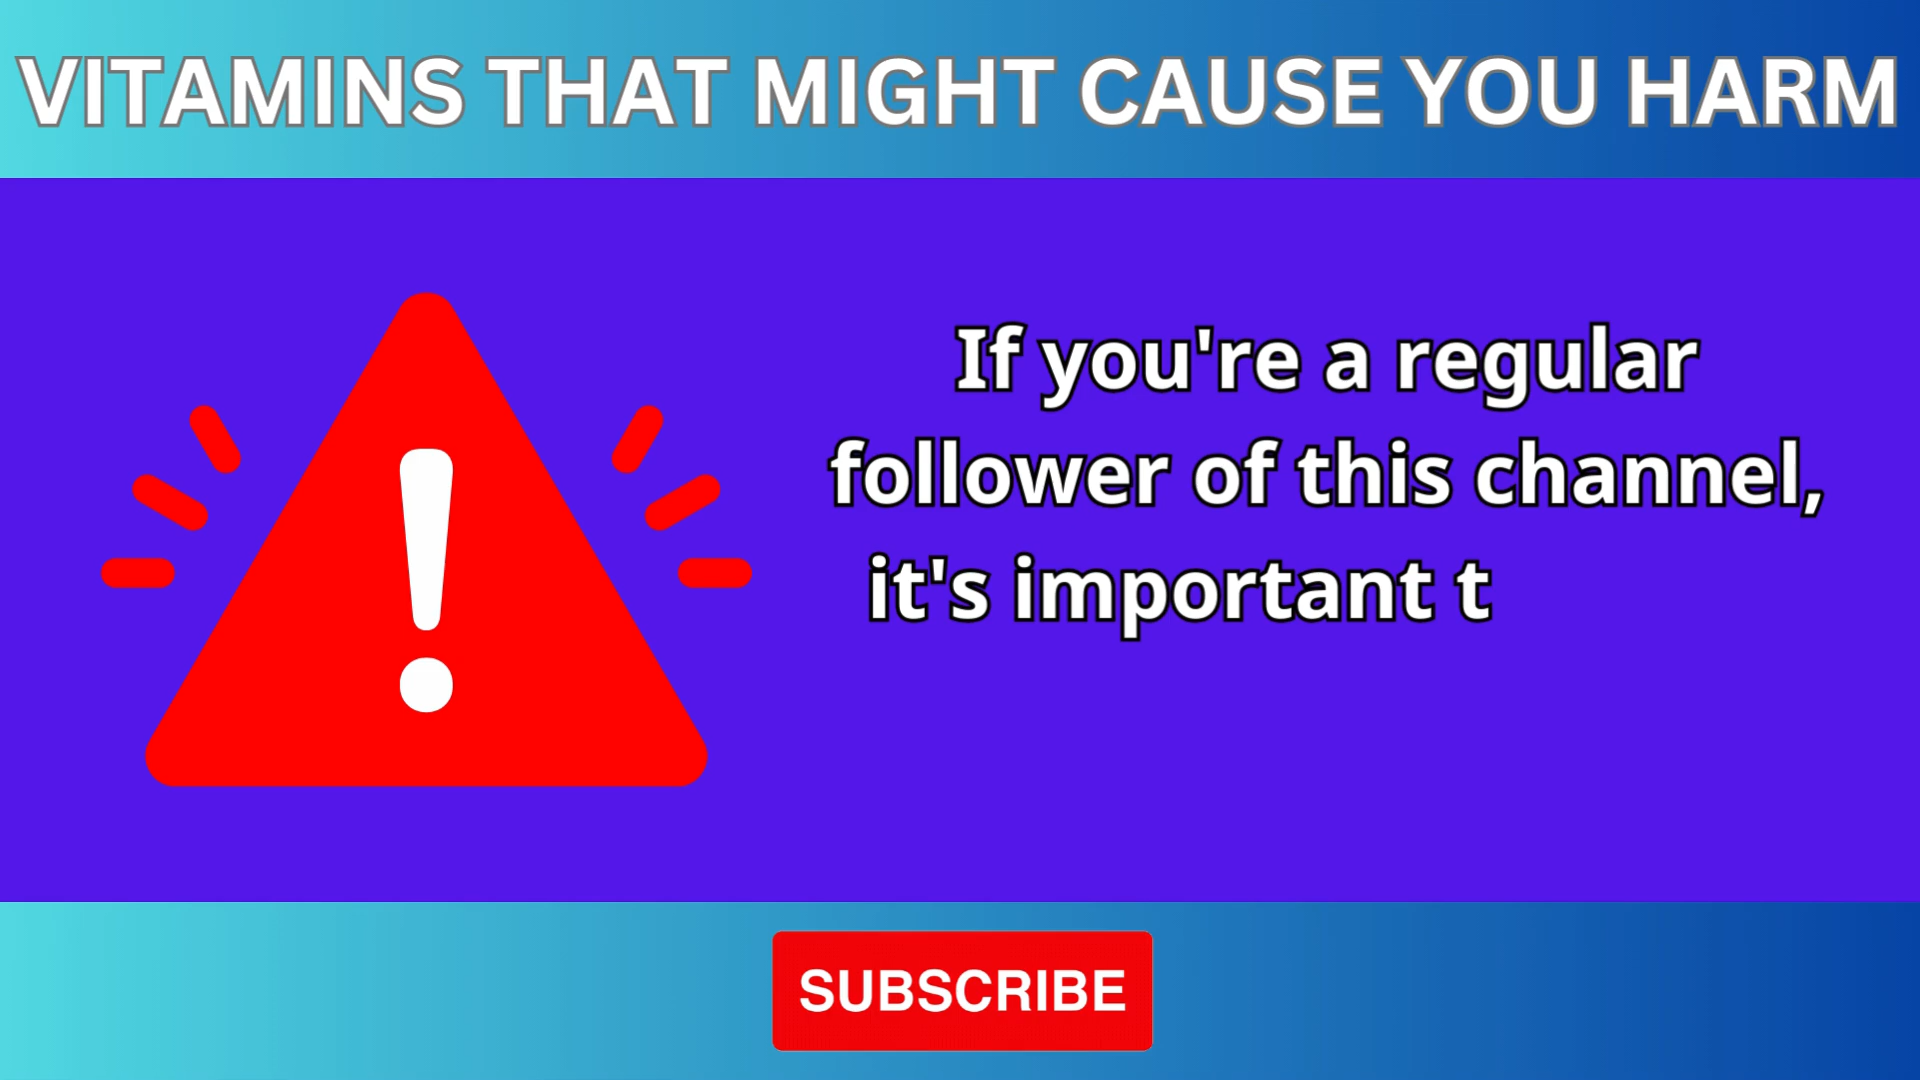 VITAMINS THAT MIGHT CAUSE YOU HARM
If you're a regular
follower of this channel,
it's important t
SUBSCRIBE